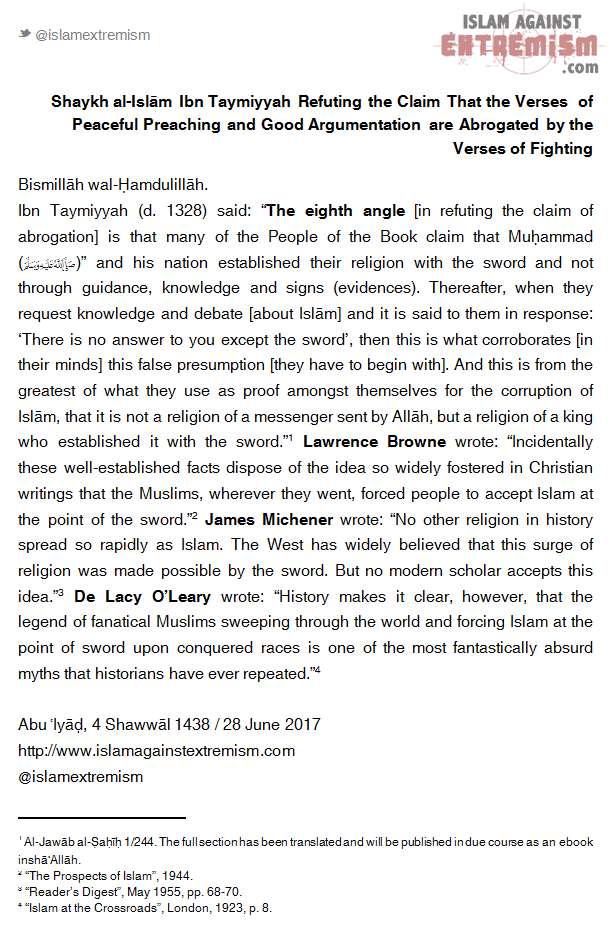 @islamextremism
ISLAM AGAINST
EXTREMISM
.com
Shaykh al-Islām Ibn Taymiyyah Refuting the Claim That the Verses of
Peaceful Preaching and Good Argumentation are Abrogated by the
Verses of Fighting
Bismillāh wal-Ḥamdulillāh.
Ibn Taymiyyah (d. 1328) said: “The eighth angle [in refuting the claim of
abrogation] is that many of the People of the Book claim that Muḥammad
(ﷺ)” and his nation established their religion with the sword and not
through guidance, knowledge and signs (evidences). Thereafter, when they
request knowledge and debate [about Islām] and it is said to them in response:
‘There is no answer to you except the sword’, then this is what corroborates [in
their minds] this false presumption [they have to begin with]. And this is from the
greatest of what they use as proof amongst themselves for the corruption of
Islām, that it is not a religion of a messenger sent by Allāh, but a religion of a king
who established it with the sword.”¹ Lawrence Browne wrote: “Incidentally
these well-established facts dispose of the idea so widely fostered in Christian
writings that the Muslims, wherever they went, forced people to accept Islam at
the point of the sword.”² James Michener wrote: “No other religion in history
spread so rapidly as Islam. The West has widely believed that this surge of
religion was made possible by the sword. But no modern scholar accepts this
idea.”³ De Lacy O’Leary wrote: “History makes it clear, however, that the
legend of fanatical Muslims sweeping through the world and forcing Islam at the
point of sword upon conquered races is one of the most fantastically absurd
myths that historians have ever repeated.”⁴
Abu ʿIyāḍ, 4 Shawwāl 1438 / 28 June 2017
http://www.islamagainstextremism.com
@islamextremism
¹ Al-Jawāb al-Ṣaḥīḥ 1/244. The full section has been translated and will be published in due course as an ebook
inshāʾAllāh.
² “The Prospects of Islam”, 1944.
³ “Reader’s Digest”, May 1955, pp. 68-70.
⁴ “Islam at the Crossroads”, London, 1923, p. 8.